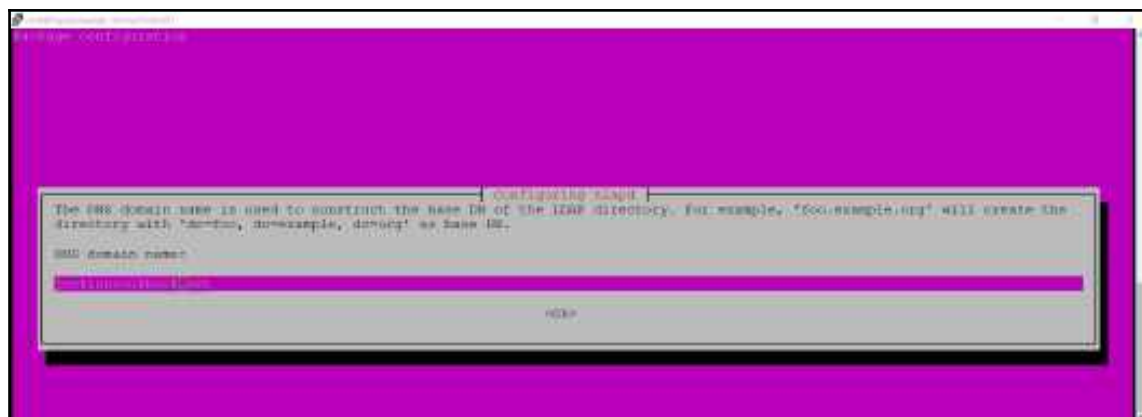 Package configuration
Configuring slapd
The DNS domain name is used to construct the base DN of the LDAP directory. For example, 'foo.example.org' will create the
directory with 'dc=foo, dc=example, dc=org' as base DN.
DNS domain name:
<Ok>